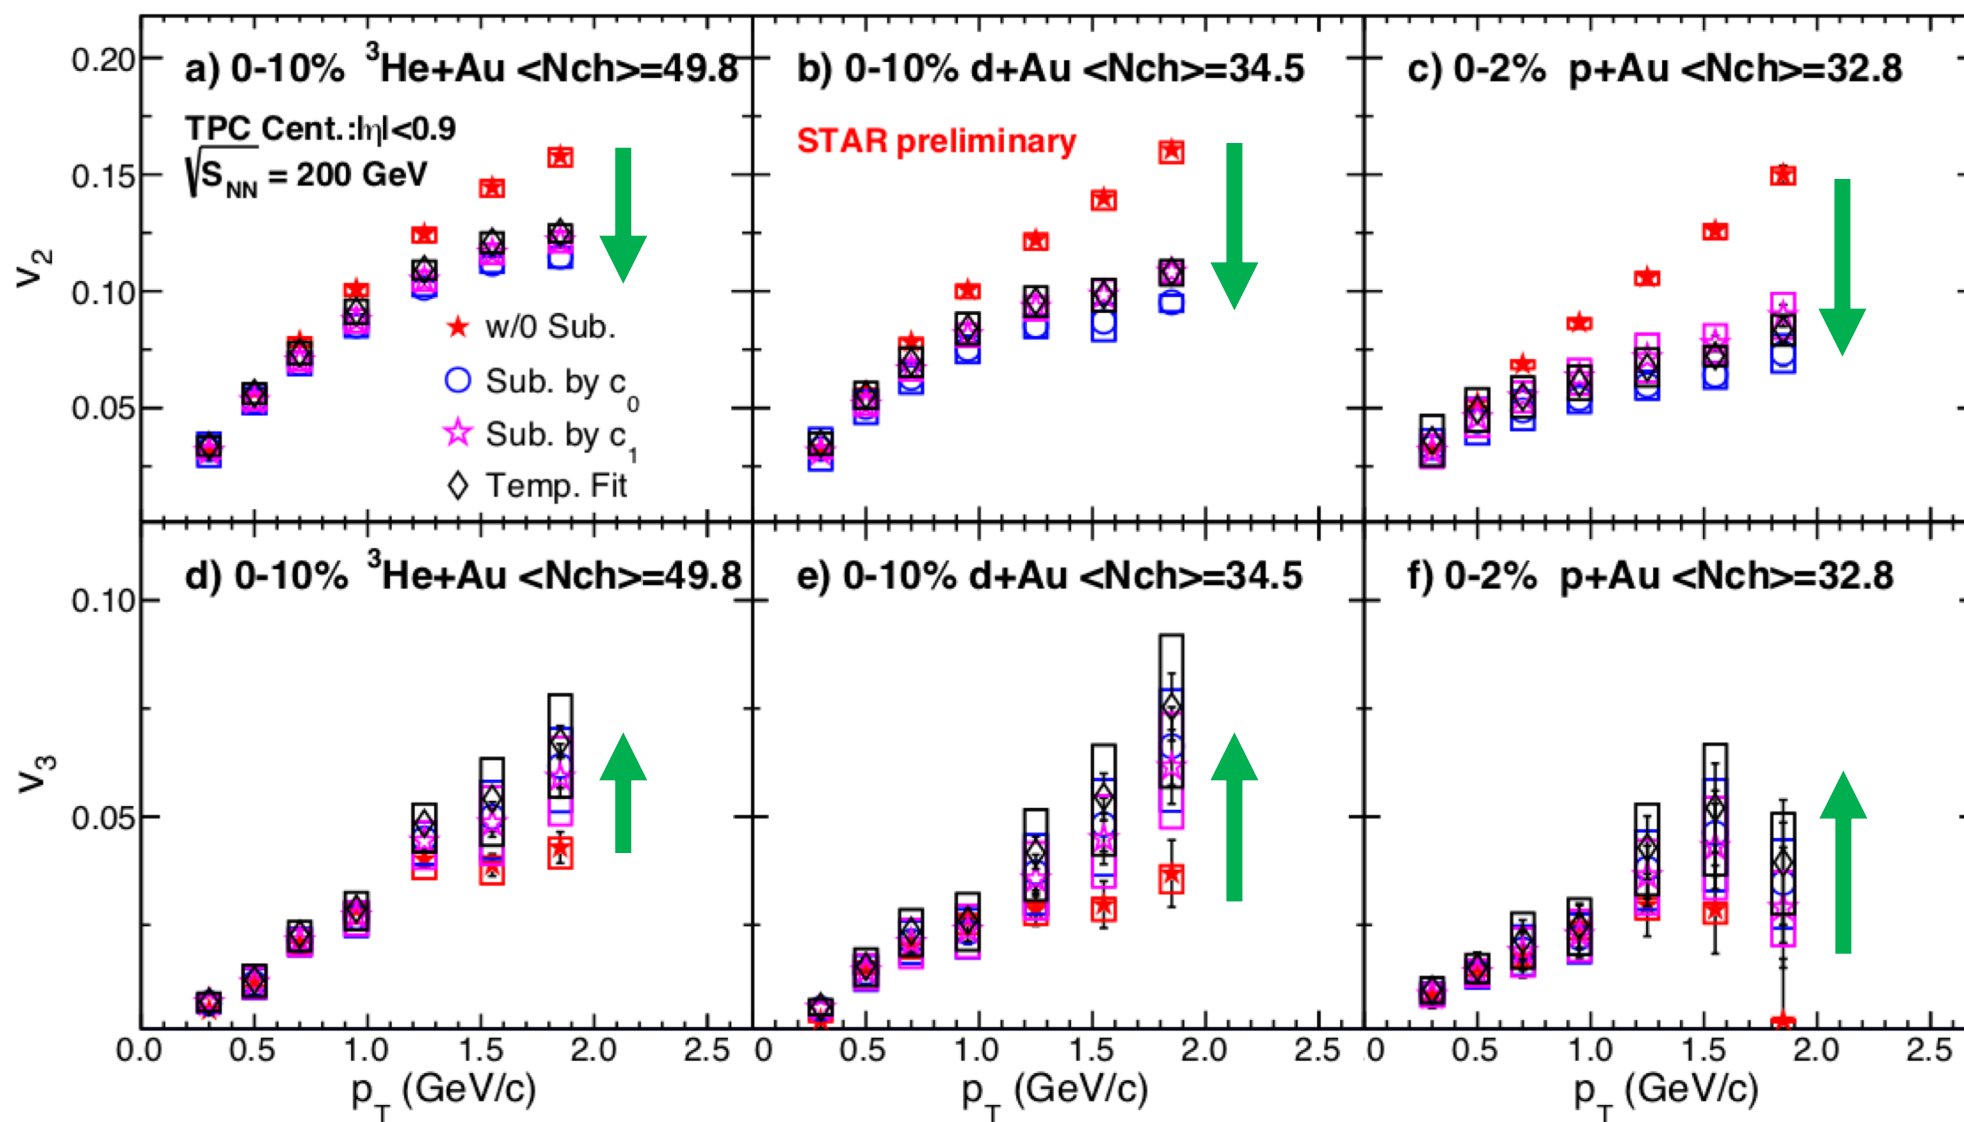 a) 0-10% ³He+Au <Nch>=49.8
TPC Cent.:|η|<0.9
√S_NN = 200 GeV
b) 0-10% d+Au <Nch>=34.5
STAR preliminary
c) 0-2% p+Au <Nch>=32.8
v₂
0.20
0.15
0.10
0.05
w/0 Sub.
Sub. by c₀
Sub. by c₁
Temp. Fit
d) 0-10% ³He+Au <Nch>=49.8
e) 0-10% d+Au <Nch>=34.5
f) 0-2% p+Au <Nch>=32.8
v₃
0.10
0.05
0.0 0.5 1.0 1.5 2.0 2.5 0 0.5 1.0 1.5 2.0 2.5 .0 0.5 1.0 1.5 2.0 2.5
p_T (GeV/c) p_T (GeV/c) p_T (GeV/c)